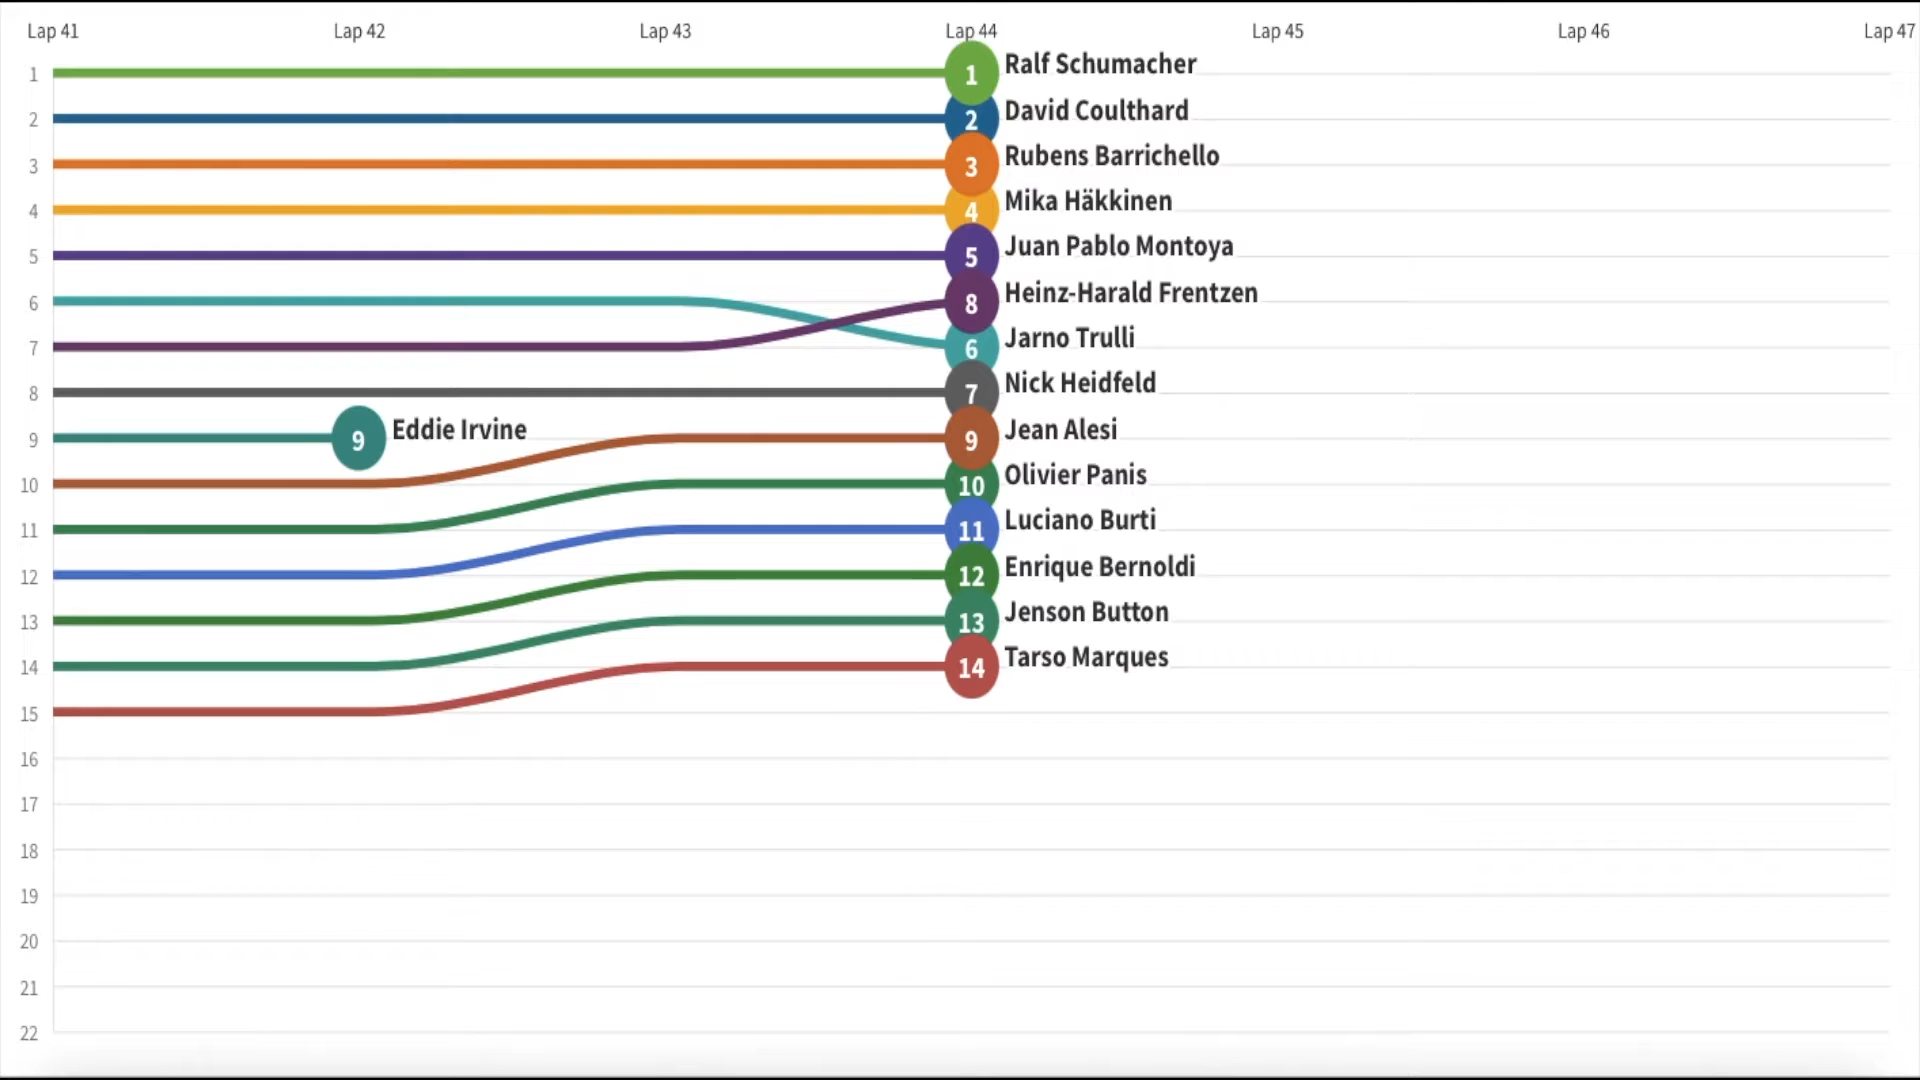 Lap 41 Lap 42 Lap 43 Lap 44 Lap 45 Lap 46 Lap 47
1 1 Ralf Schumacher
2 2 David Coulthard
3 3 Rubens Barrichello
4 4 Mika Häkkinen
5 5 Juan Pablo Montoya
6 8 Heinz-Harald Frentzen
7 6 Jarno Trulli
8 7 Nick Heidfeld
9 9 Eddie Irvine 9 Jean Alesi
10 10 Olivier Panis
11 11 Luciano Burti
12 12 Enrique Bernoldi
13 13 Jenson Button
14 14 Tarso Marques
15
16
17
18
19
20
21
22